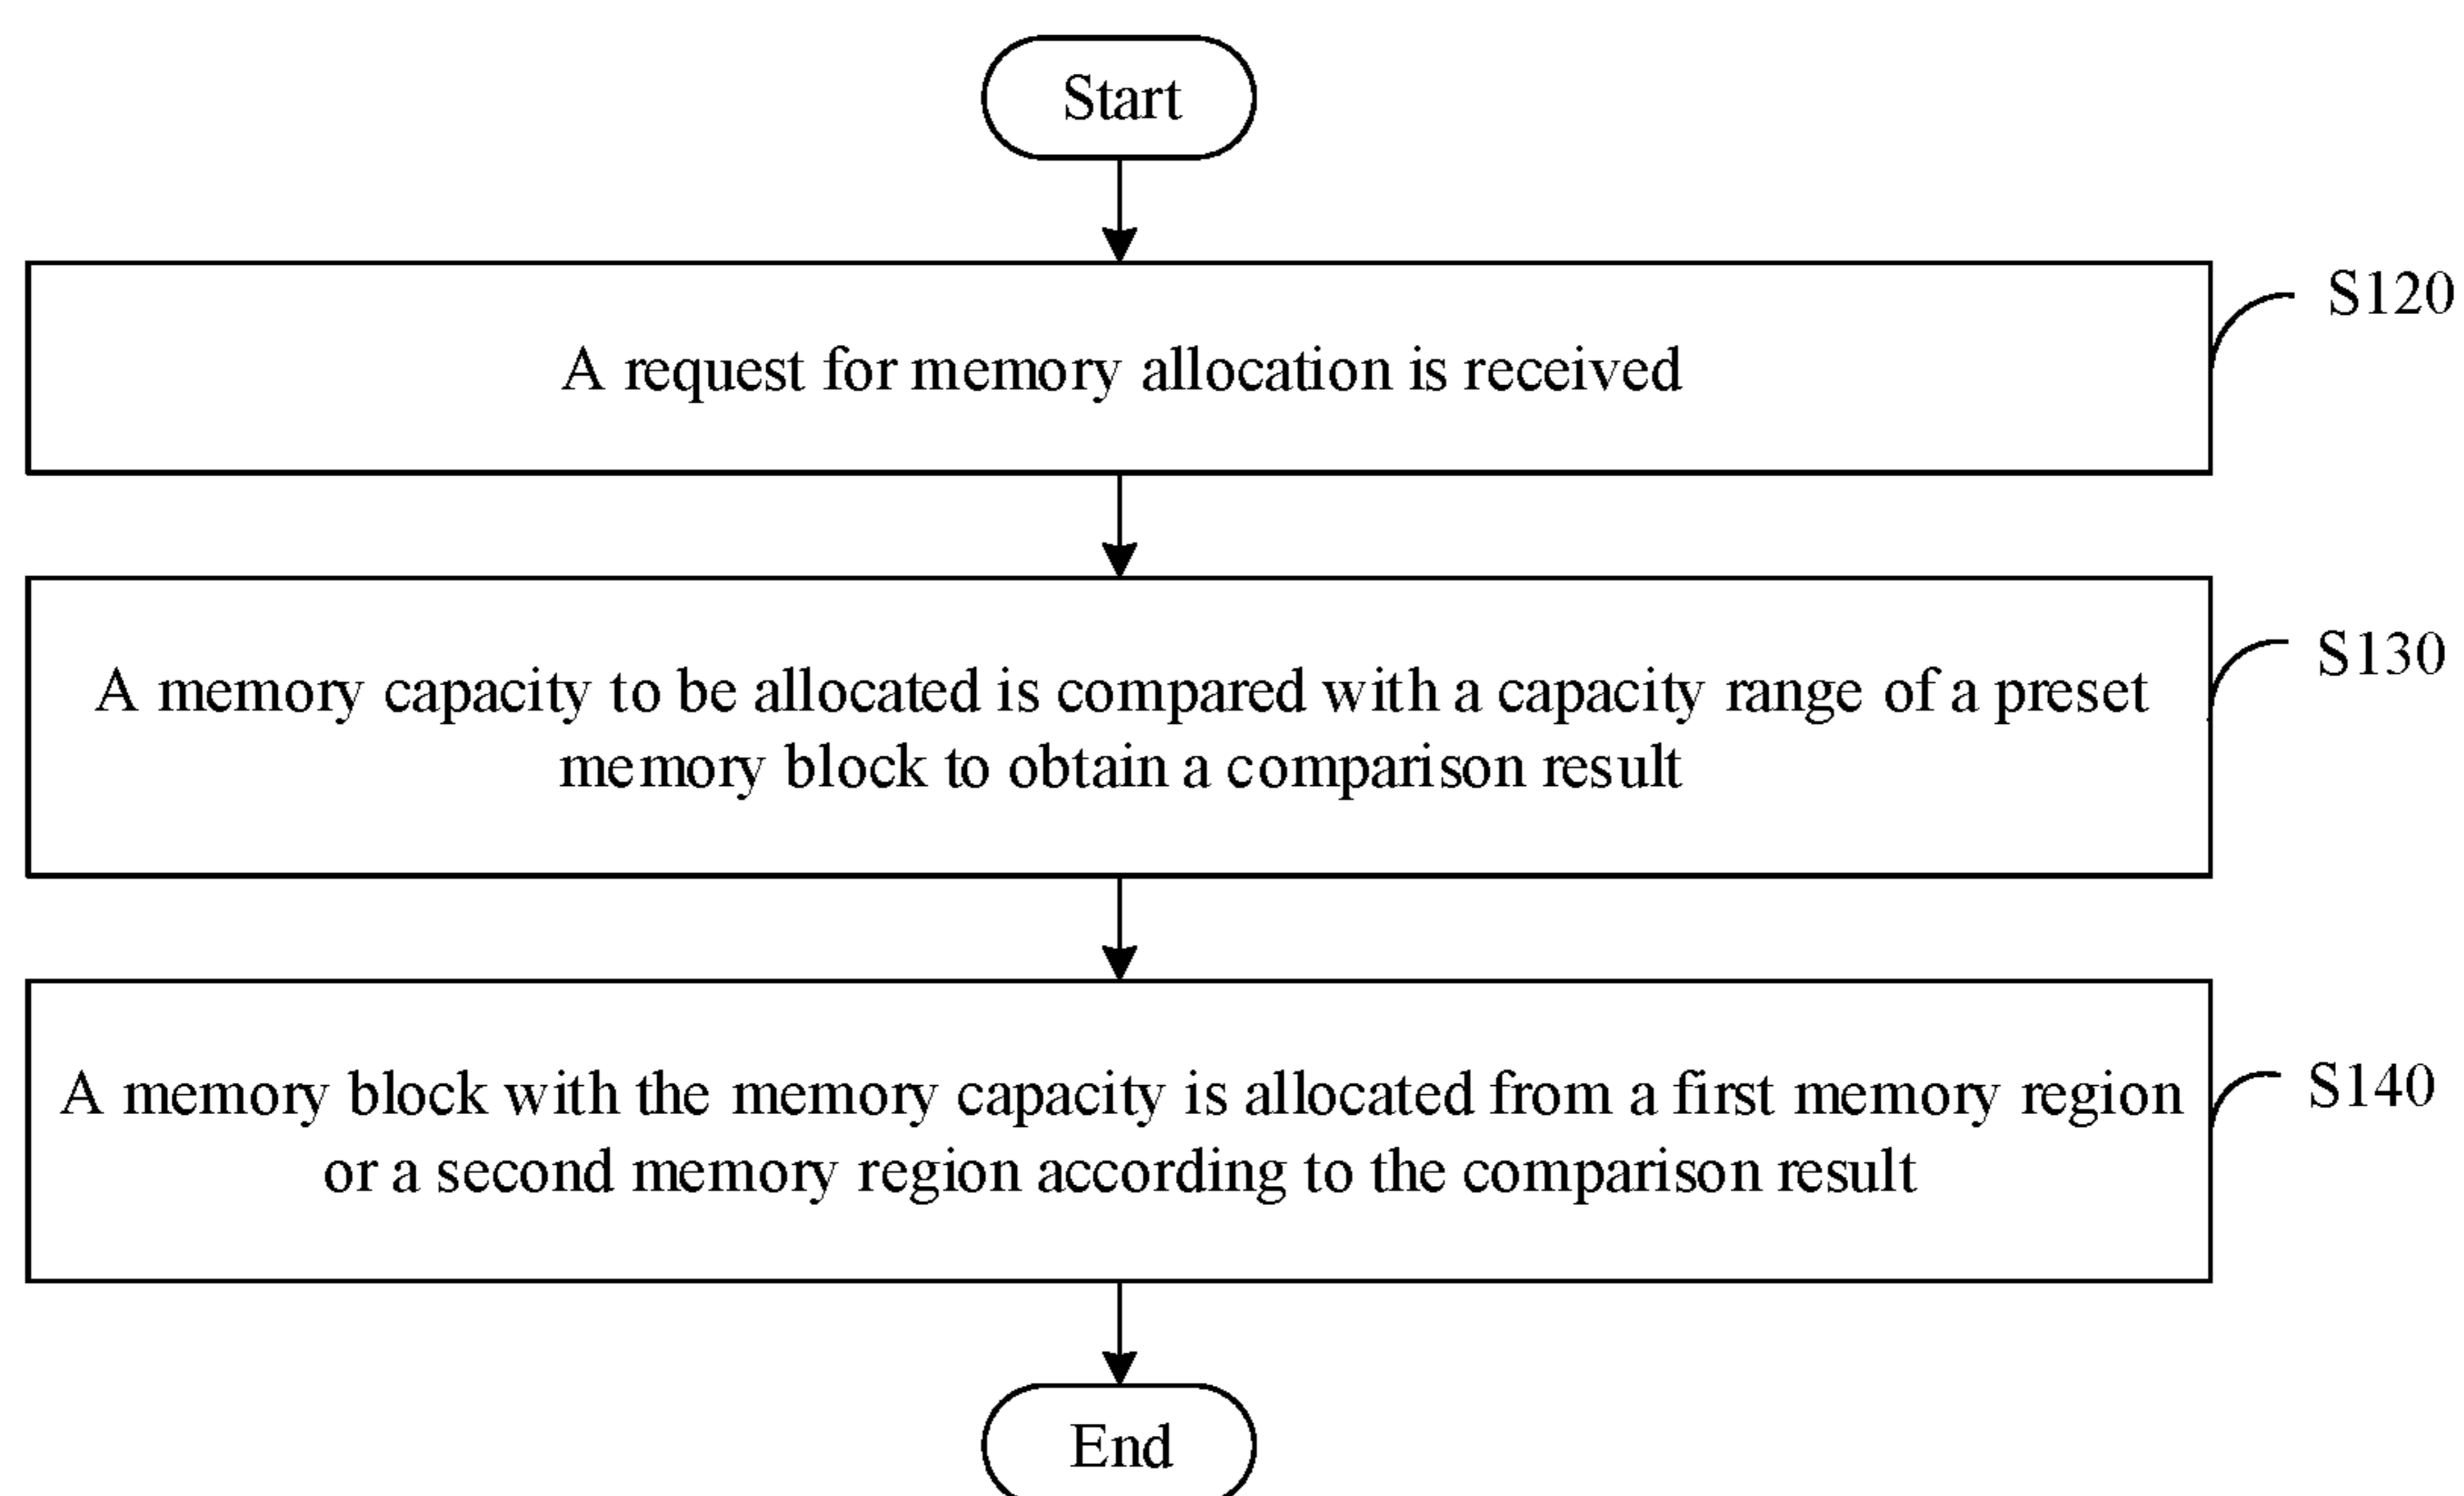 Start
A request for memory allocation is received
S120
A memory capacity to be allocated is compared with a capacity range of a preset
memory block to obtain a comparison result
S130
A memory block with the memory capacity is allocated from a first memory region
or a second memory region according to the comparison result
S140
End